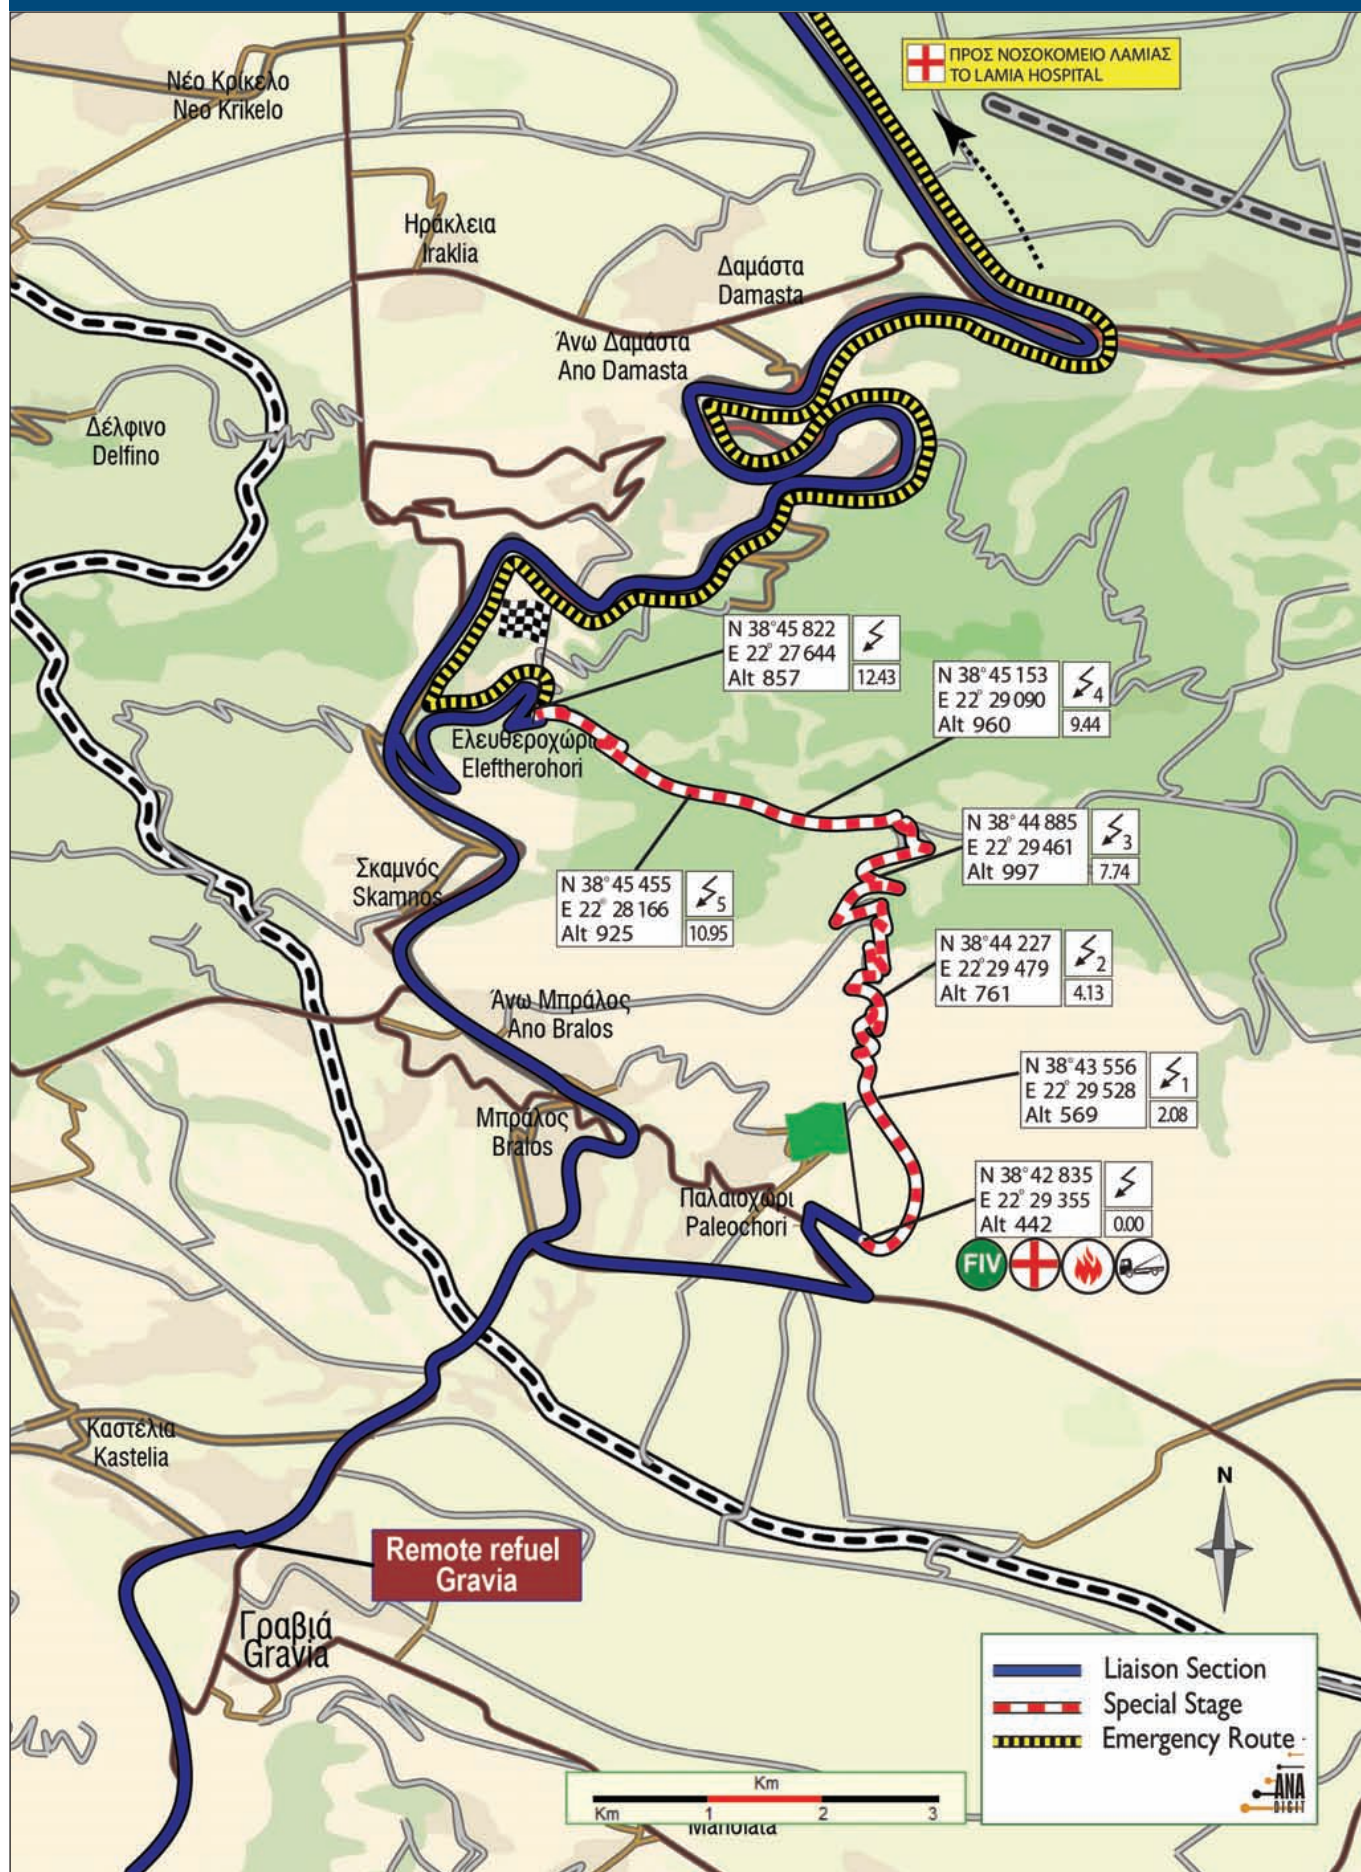 ΠΡΟΣ ΝΟΣΟΚΟΜΕΙΟ ΛΑΜΙΑΣ
TO LAMIA HOSPITAL
Νέο Κρίκελο
Neo Krikelo
Ηράκλεια
Iraklia
Δαμάστα
Damasta
Άνω Δαμάστα
Ano Damasta
Δέλφινο
Delfino
N 38° 45 822
E 22° 27 644
Alt 857
12.43
N 38° 45 153
E 22° 29 090
Alt 960
4
9.44
Ελευθεροχώρι
Eleftherohori
N 38° 44 885
E 22° 29 461
Alt 997
3
7.74
Σκαμνός
Skamnos
N 38° 45 455
E 22° 28 166
Alt 925
5
10.95
N 38° 44 227
E 22° 29 479
Alt 761
2
4.13
Άνω Μπράλος
Ano Bralos
N 38° 43 556
E 22° 29 528
Alt 569
1
2.08
Μπράλος
Bralos
N 38° 42 835
E 22° 29 355
Alt 442
0.00
Παλαιοχώρι
Paleochori
FIV
Καστέλια
Kastelia
N
Remote refuel
Gravia
Γραβιά
Gravia
Liaison Section
Special Stage
Emergency Route
ANA
DIGIT
Km
Km 1 2 3